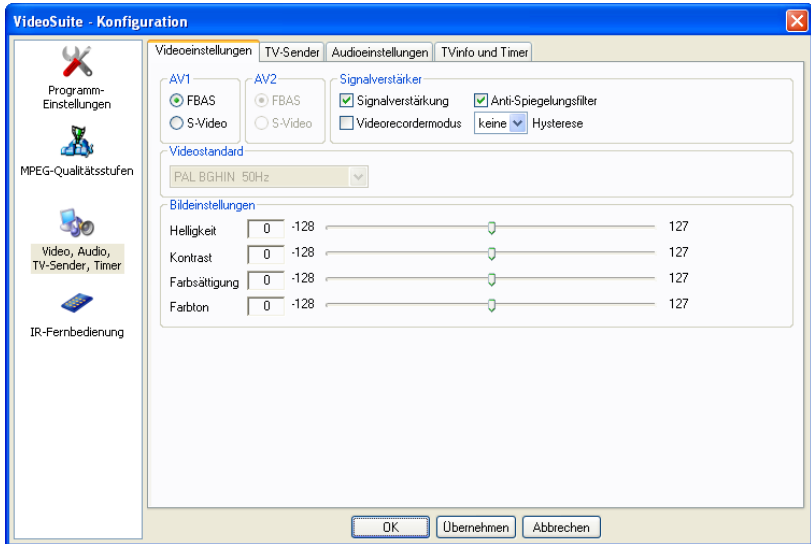 VideoSuite - Konfiguration
Programm-
Einstellungen
MPEG-Qualitätsstufen
Video, Audio,
TV-Sender, Timer
IR-Fernbedienung
Videoeinstellungen TV-Sender Audioeinstellungen TVinfo und Timer
AV1 AV2 Signalverstärker
FBAS FBAS Signalverstärkung Anti-Spiegelungsfilter
S-Video S-Video Videorecordermodus keine Hysterese
Videostandard
PAL BGHIN 50Hz
Bildeinstellungen
Helligkeit 0 -128 127
Kontrast 0 -128 127
Farbsättigung 0 -128 127
Farbton 0 -128 127
OK Übernehmen Abbrechen